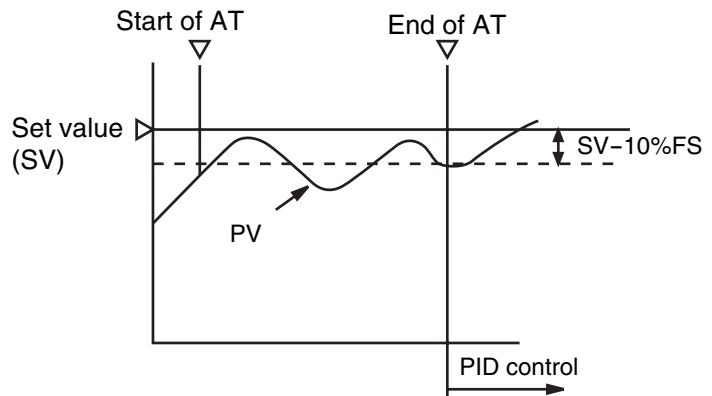 Start of AT
End of AT
Set value
(SV)
SV−10%FS
PV
PID control